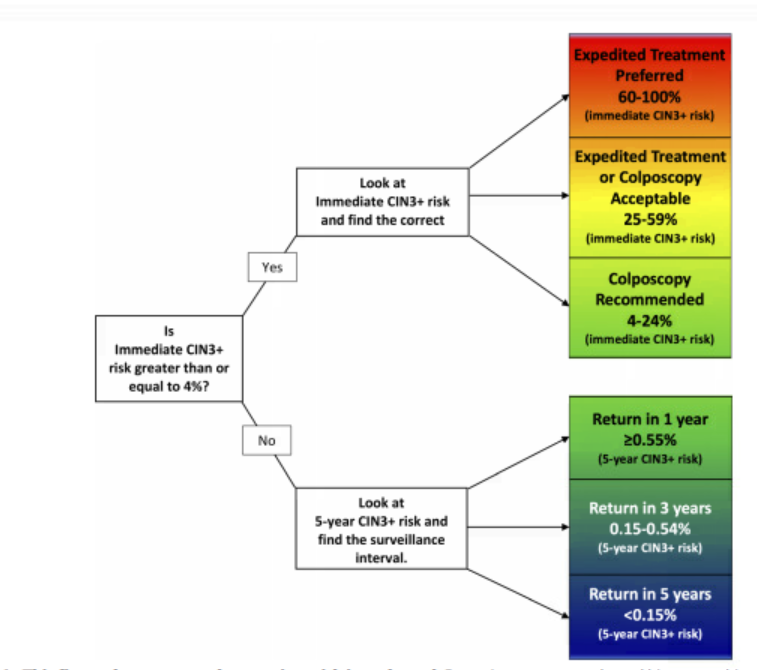 Is
Immediate CIN3+
risk greater than or
equal to 4%?
Yes
Look at
Immediate CIN3+ risk
and find the correct
Expedited Treatment
Preferred
60-100%
(immediate CIN3+ risk)
Expedited Treatment
or Colposcopy
Acceptable
25-59%
(immediate CIN3+ risk)
Colposcopy
Recommended
4-24%
(immediate CIN3+ risk)
No
Look at
5-year CIN3+ risk and
find the surveillance
interval.
Return in 1 year
≥0.55%
(5-year CIN3+ risk)
Return in 3 years
0.15-0.54%
(5-year CIN3+ risk)
Return in 5 years
<0.15%
(5-year CIN3+ risk)